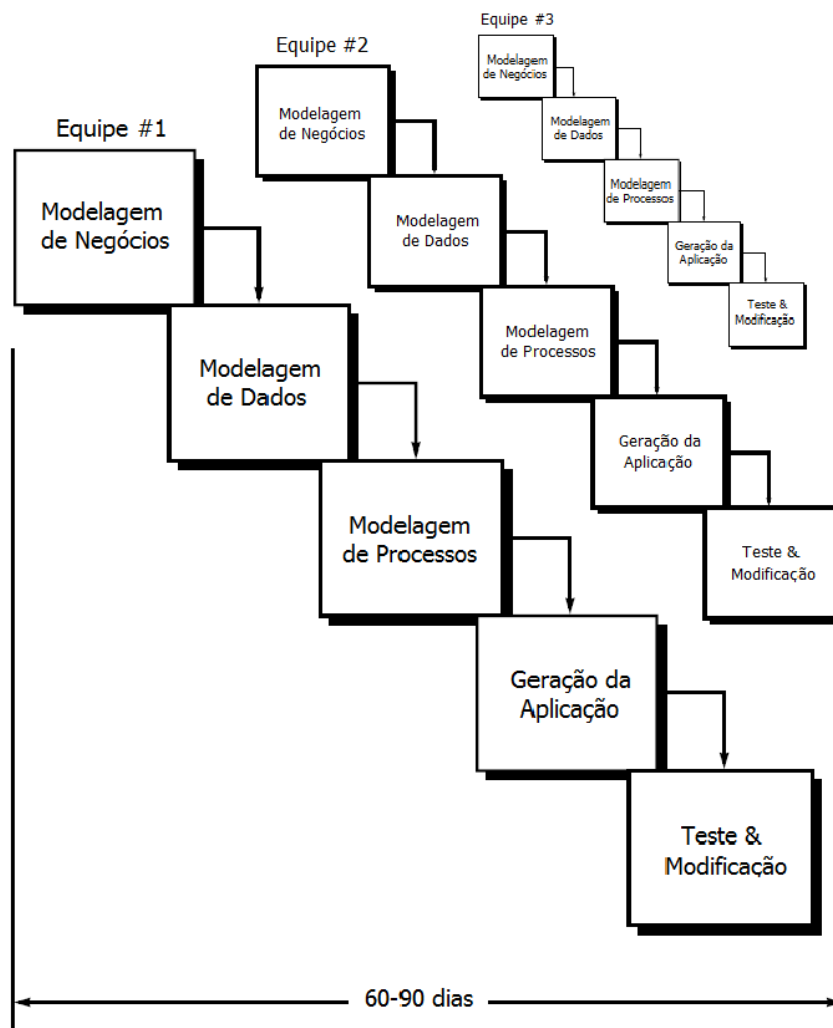 Equipe #1
Modelagem
de Negócios
Modelagem
de Dados
Modelagem
de Processos
Geração da
Aplicação
Teste &
Modificação
Equipe #2
Modelagem
de Negócios
Modelagem
de Dados
Modelagem
de Processos
Geração da
Aplicação
Teste &
Modificação
Equipe #3
Modelagem
de Negócios
Modelagem
de Dados
Modelagem
de Processos
Geração da
Aplicação
Teste &
Modificação
60-90 dias